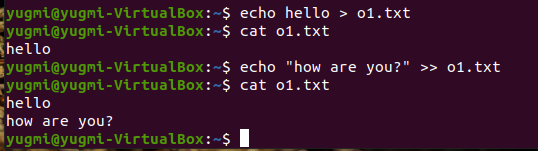 yugmi@yugmi-VirtualBox:~$ echo hello > o1.txt
yugmi@yugmi-VirtualBox:~$ cat o1.txt
hello
yugmi@yugmi-VirtualBox:~$ echo "how are you?" >> o1.txt
yugmi@yugmi-VirtualBox:~$ cat o1.txt
hello
how are you?
yugmi@yugmi-VirtualBox:~$